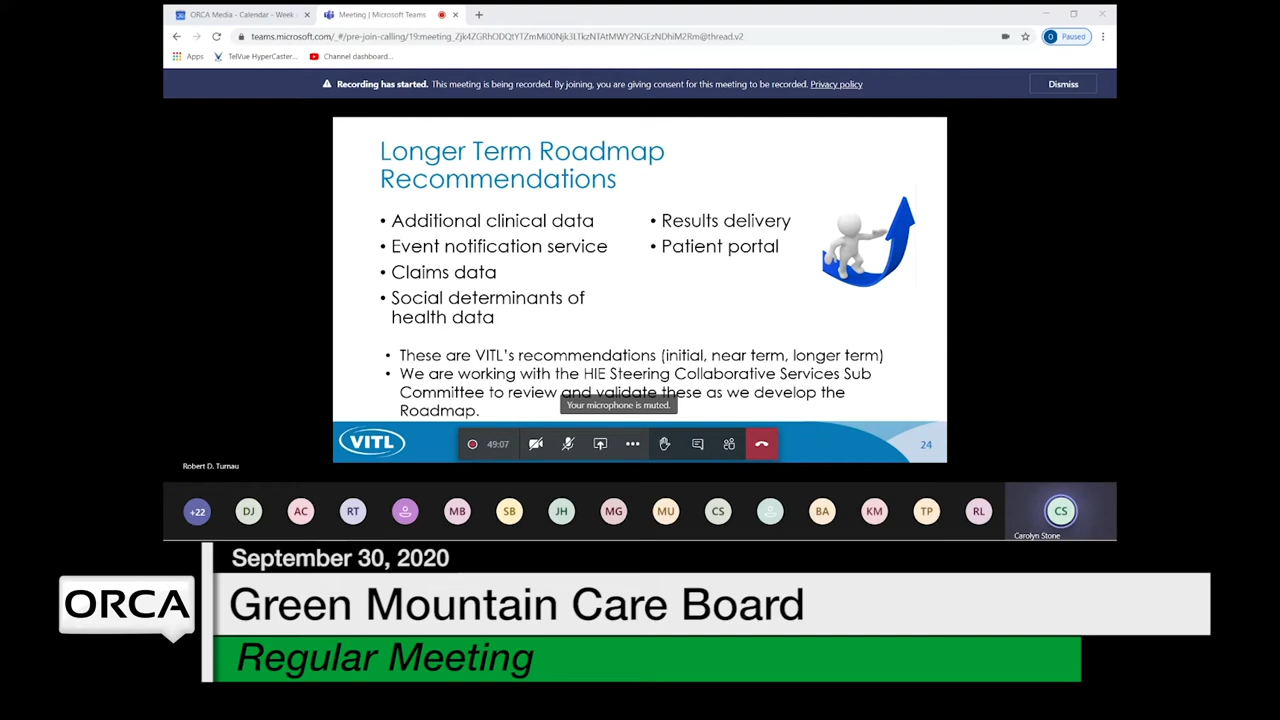 ORCA Media - Calendar - Week
Meeting | Microsoft Teams
teams.microsoft.com/_#/pre-join-calling/19:meeting_Zjk4ZGRhODQtYTZmMi00Njk3LTkzNTAtMWY2NGEzNDhiM2Rm@thread.v2
Paused
Apps
TelVue HyperCaster...
Channel dashboard...
Recording has started. This meeting is being recorded. By joining, you are giving consent for this meeting to be recorded. Privacy policy
Dismiss
Longer Term Roadmap
Recommendations
• Additional clinical data
• Event notification service
• Claims data
• Social determinants of
health data
• Results delivery
• Patient portal
• These are VITL's recommendations (initial, near term, longer term)
• We are working with the HIE Steering Collaborative Services Sub
Committee to review and validate these as we develop the
Roadmap.
Your microphone is muted.
VITL
49:07
24
Robert D. Turnau
+22
DJ
AC
RT
MB
SB
JH
MG
MU
CS
BA
KM
TP
RL
CS
Carolyn Stone
September 30, 2020
ORCA
Green Mountain Care Board
Regular Meeting